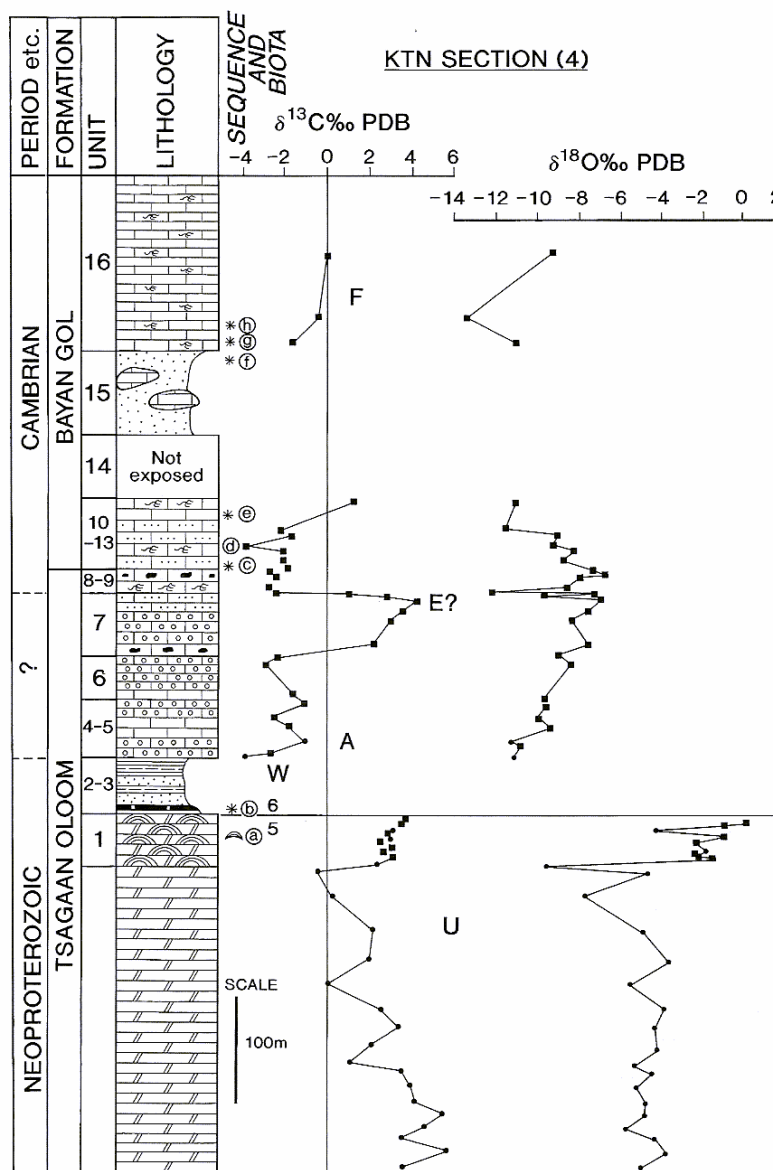 KTN SECTION (4)
PERIOD etc.
FORMATION
UNIT
LITHOLOGY
SEQUENCE
AND
BIOTA
δ¹³C‰ PDB
-4 -2 0 2 4 6
δ¹⁸O‰ PDB
-14 -12 -10 -8 -6 -4 -2 0 2
CAMBRIAN
?
NEOPROTEROZOIC
BAYAN GOL
TSAGAAN OLOOM
16
F
* h
* g
* f
15
14
Not
exposed
10
-13
* e
d
* c
8-9
E?
7
6
4-5
A
W
2-3
* b 6
5
a
1
U
SCALE
100m